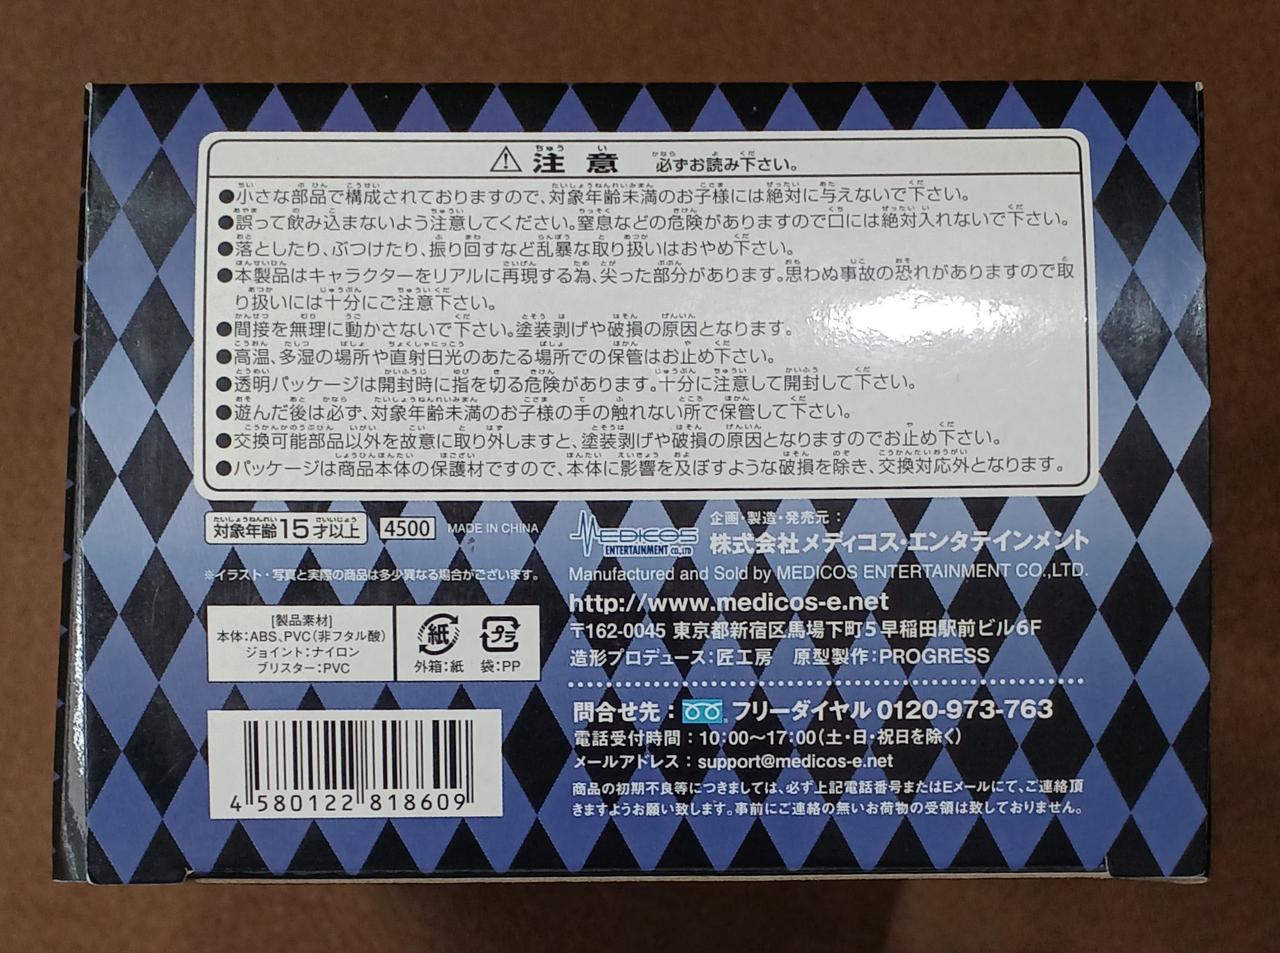 ⚠ 注意 必ずお読み下さい。
●小さな部品で構成されておりますので、対象年齢未満のお子様には絶対に与えないで下さい。
●誤って飲み込まないよう注意してください。窒息などの危険がありますので口には絶対入れないで下さい。
●落としたり、ぶつけたり、振り回すなど乱暴な取り扱いはおやめ下さい。
●本製品はキャラクターをリアルに再現する為、尖った部分があります。思わぬ事故の恐れがありますので取
り扱いには十分にご注意下さい。
●間接を無理に動かさないで下さい。塗装剥げや破損の原因となります。
●高温、多湿の場所や直射日光のあたる場所での保管はお止め下さい。
●透明パッケージは開封時に指を切る危険があります。十分に注意して開封して下さい。
●遊んだ後は必ず、対象年齢未満のお子様の手の触れない所で保管して下さい。
●交換可能部品以外を故意に取り外しますと、塗装剥げや破損の原因となりますのでお止め下さい。
●パッケージは商品本体の保護材ですので、本体に影響を及ぼすような破損を除き、交換対応外となります。
対象年齢15才以上 4500 MADE IN CHINA
※イラスト・写真と実際の商品は多少異なる場合がございます。
[製品素材]
本体:ABS、PVC(非フタル酸)
ジョイント:ナイロン
ブリスター:PVC
紙 プラ
外箱:紙 袋:PP
4 580122 818609
MEDICOS
ENTERTAINMENT CO.,LTD
企画・製造・発売元:
株式会社メディコス・エンタテインメント
Manufactured and Sold by MEDICOS ENTERTAINMENT CO.,LTD.
http://www.medicos-e.net
〒162-0045 東京都新宿区馬場下町5 早稲田駅前ビル6F
造形プロデュース:匠工房 原型製作:PROGRESS
問合せ先: フリーダイヤル 0120-973-763
電話受付時間:10:00〜17:00(土・日・祝日を除く)
メールアドレス:support@medicos-e.net
商品の初期不良等につきましては、必ず上記電話番号またはEメールにて、ご連絡頂
きますようお願い致します。事前にご連絡の無いお荷物の受領は致しておりません。